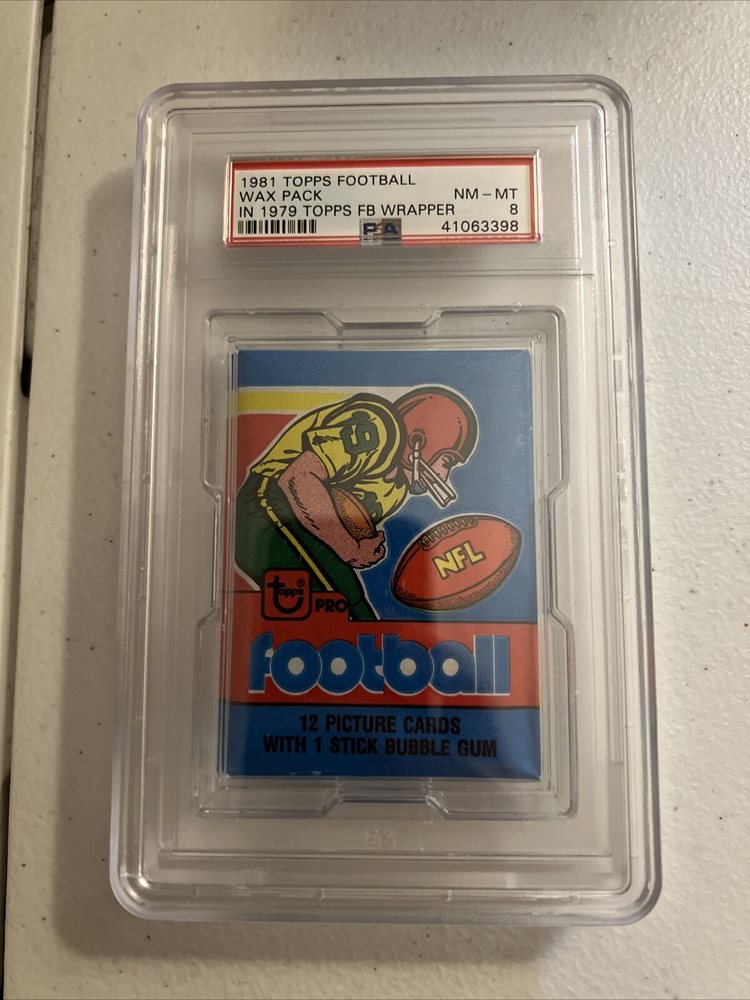 1981 TOPPS FOOTBALL
WAX PACK NM-MT
IN 1979 TOPPS FB WRAPPER 8
PSA 41063398
19
NFL
topps® PRO
football
12 PICTURE CARDS
WITH 1 STICK BUBBLE GUM